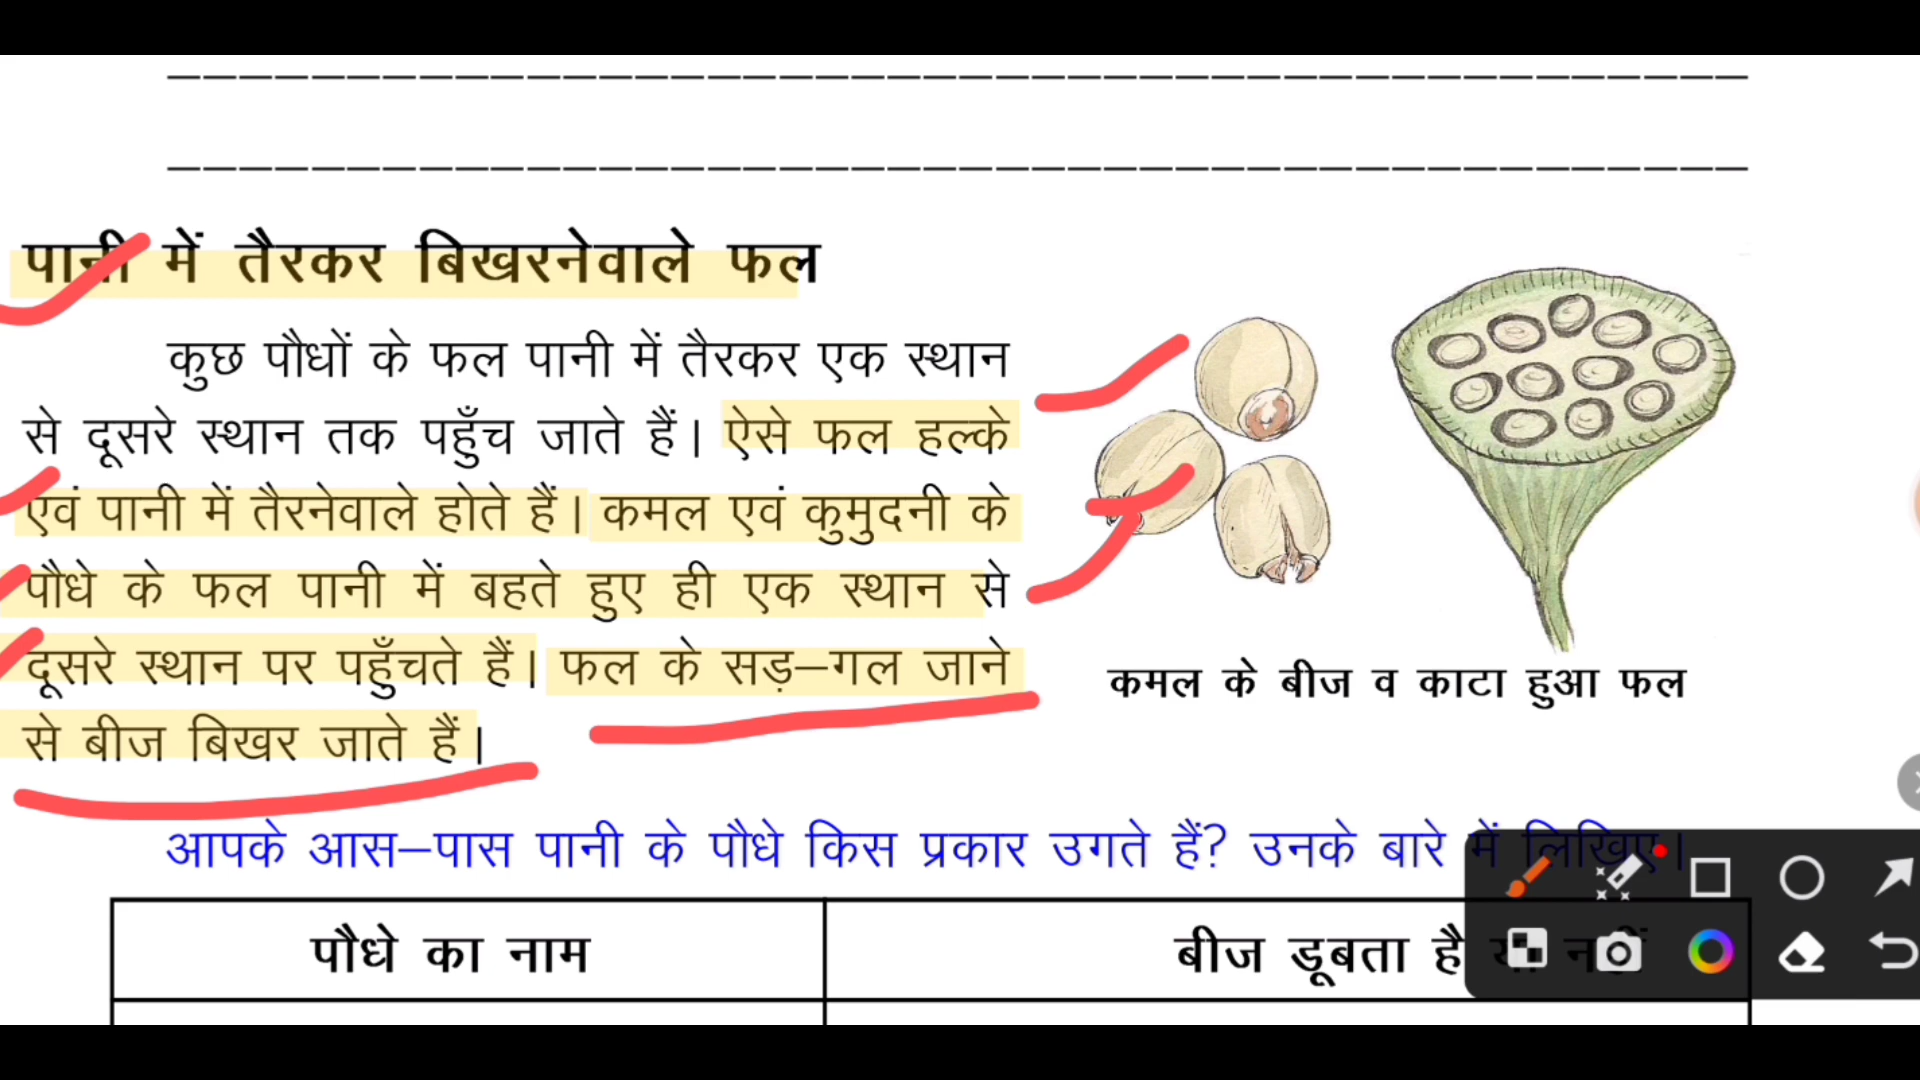 पानी में तैरकर बिखरनेवाले फल
कुछ पौधों के फल पानी में तैरकर एक स्थान
से दूसरे स्थान तक पहुँच जाते हैं। ऐसे फल हल्के
एवं पानी में तैरनेवाले होते हैं। कमल एवं कुमुदनी के
पौधे के फल पानी में बहते हुए ही एक स्थान से
दूसरे स्थान पर पहुँचते हैं। फल के सड़–गल जाने
से बीज बिखर जाते हैं।
कमल के बीज व काटा हुआ फल
आपके आस–पास पानी के पौधे किस प्रकार उगते हैं? उनके बारे में लिखिए।
पौधे का नाम
बीज डूबता है या नहीं